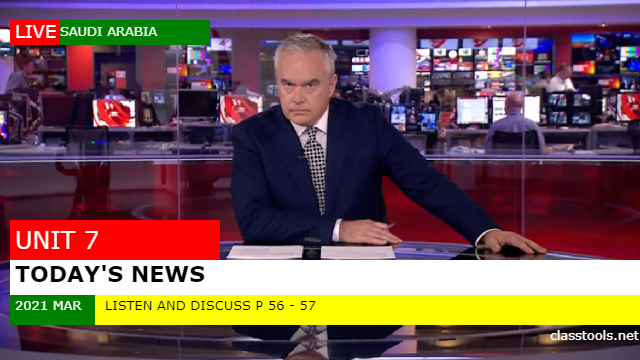 LIVE SAUDI ARABIA
UNIT 7
TODAY'S NEWS
2021 MAR LISTEN AND DISCUSS P 56 - 57
classtools.net